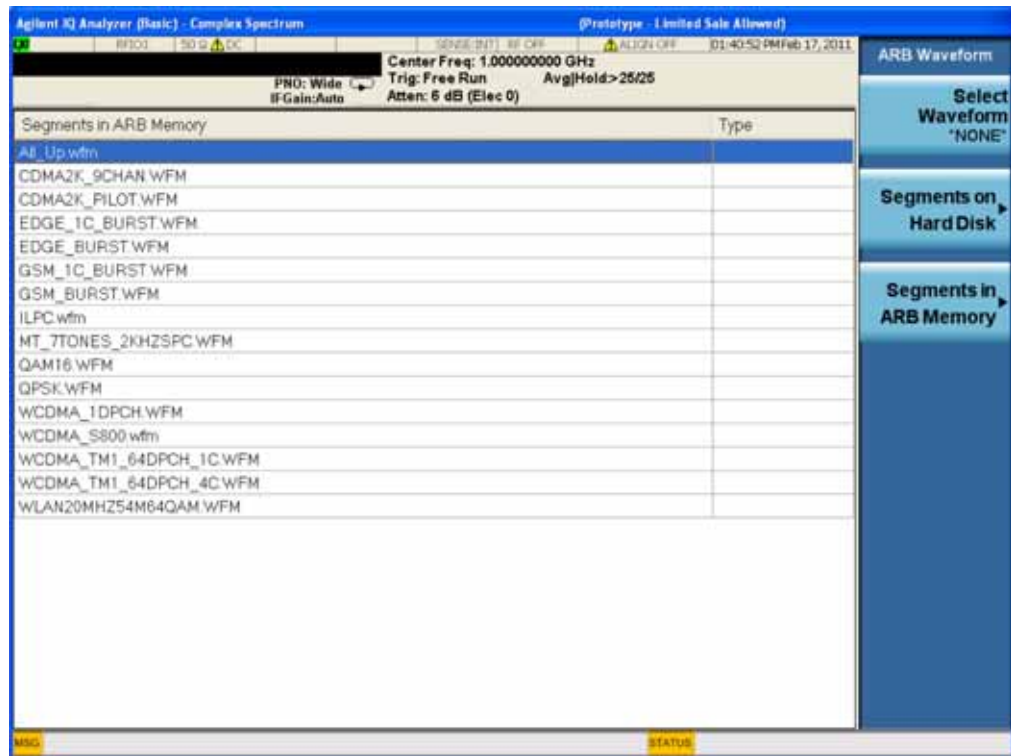 Agilent IQ Analyzer (Basic) - Complex Spectrum (Prototype - Limited Sale Allowed)
RFIO1 50 Ω DC SENSE:INT RF OFF ALIGN OFF 01:40:52 PM Feb 17, 2011
Center Freq: 1.000000000 GHz
PNO: Wide Trig: Free Run Avg|Hold:>25/25
IFGain:Auto Atten: 6 dB (Elec 0)
Segments in ARB Memory Type
All_Up.wfm
CDMA2K_9CHAN.WFM
CDMA2K_PILOT.WFM
EDGE_1C_BURST.WFM
EDGE_BURST.WFM
GSM_1C_BURST.WFM
GSM_BURST.WFM
ILPC.wfm
MT_7TONES_2KHZSPC.WFM
QAM16.WFM
QPSK.WFM
WCDMA_1DPCH.WFM
WCDMA_S800.wfm
WCDMA_TM1_64DPCH_1C.WFM
WCDMA_TM1_64DPCH_4C.WFM
WLAN20MHZ54M64QAM.WFM
ARB Waveform
Select
Waveform
"NONE"
Segments on
Hard Disk
Segments in
ARB Memory
MSG STATUS